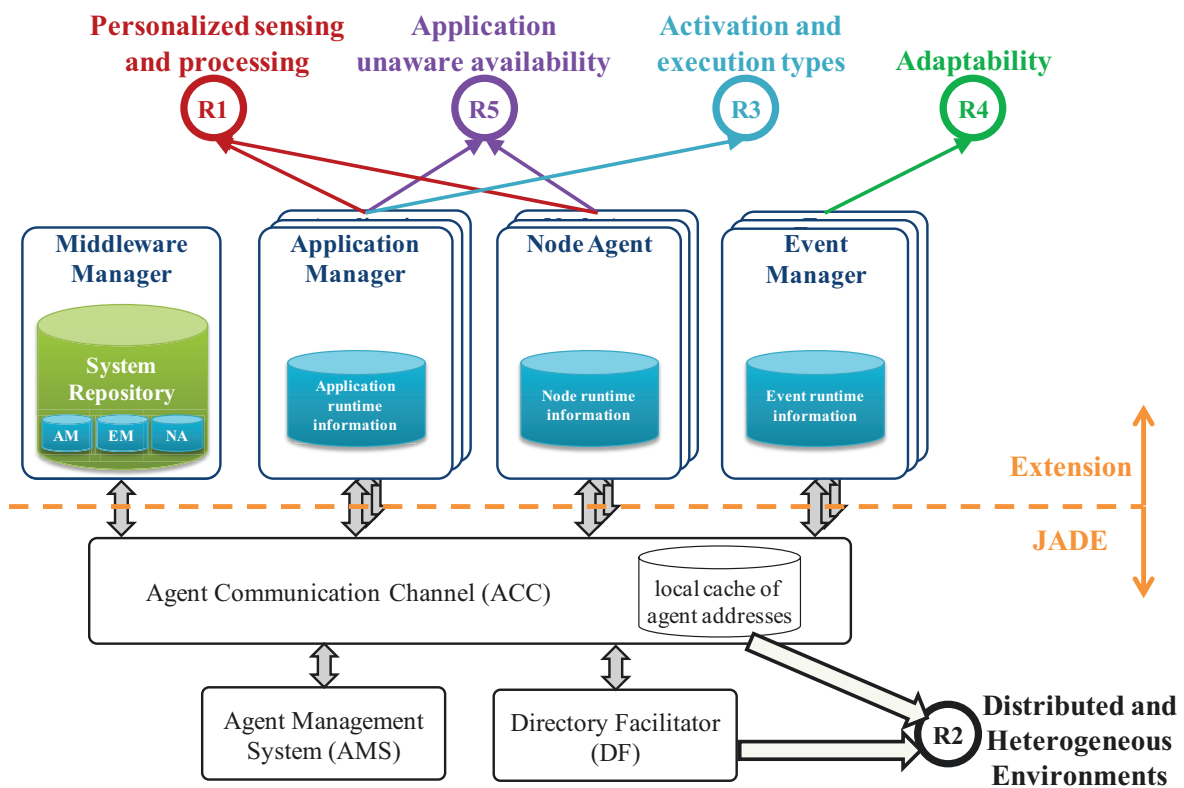 Personalized sensing
and processing
Application
unaware availability
Activation and
execution types
Adaptability
R1
R5
R3
R4
Middleware
Manager
System
Repository
AM
EM
NA
Application
Manager
Application
runtime
information
Node Agent
Node runtime
information
Event
Manager
Event runtime
information
Extension
JADE
Agent Communication Channel (ACC)
local cache of
agent addresses
Agent Management
System (AMS)
Directory Facilitator
(DF)
R2
Distributed and
Heterogeneous
Environments